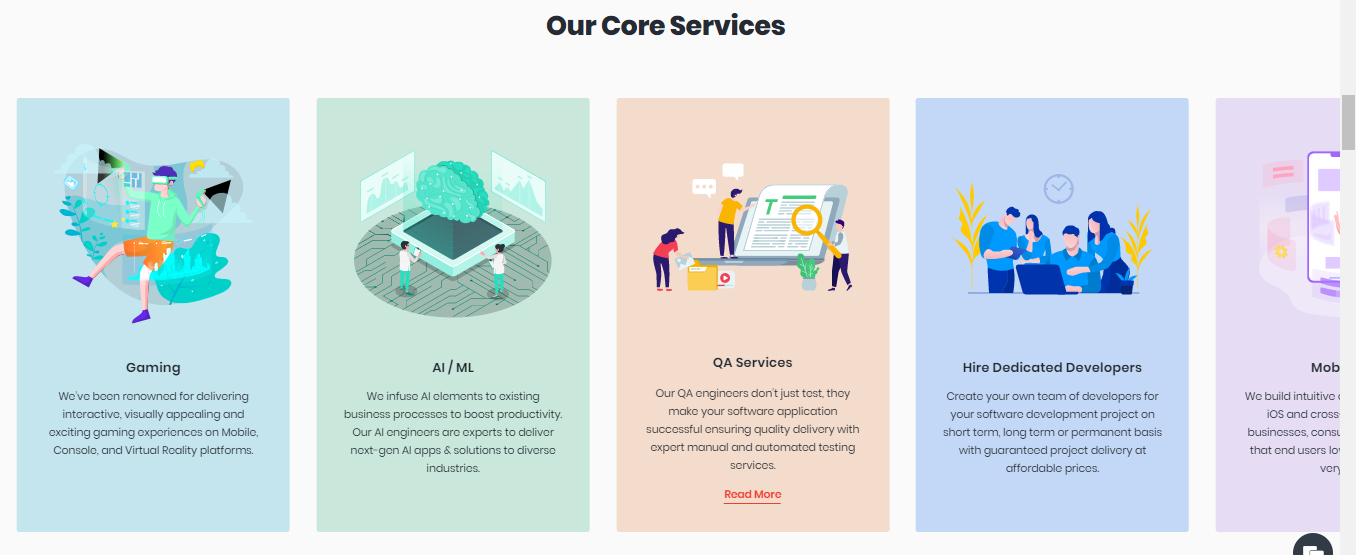 Our Core Services
Gaming
We've been renowned for delivering
interactive, visually appealing and
exciting gaming experiences on Mobile,
Console, and Virtual Reality platforms.
AI / ML
We infuse AI elements to existing
business processes to boost productivity.
Our AI engineers are experts to deliver
next-gen AI apps & solutions to diverse
industries.
T
QA Services
Our QA engineers don't just test, they
make your software application
successful ensuring quality delivery with
expert manual and automated testing
services.
Read More
Hire Dedicated Developers
Create your own team of developers for
your software development project on
short term, long term or permanent basis
with guaranteed project delivery at
affordable prices.
Mob
We build intuitive
iOS and cross-
businesses, consu
that end users lo
very